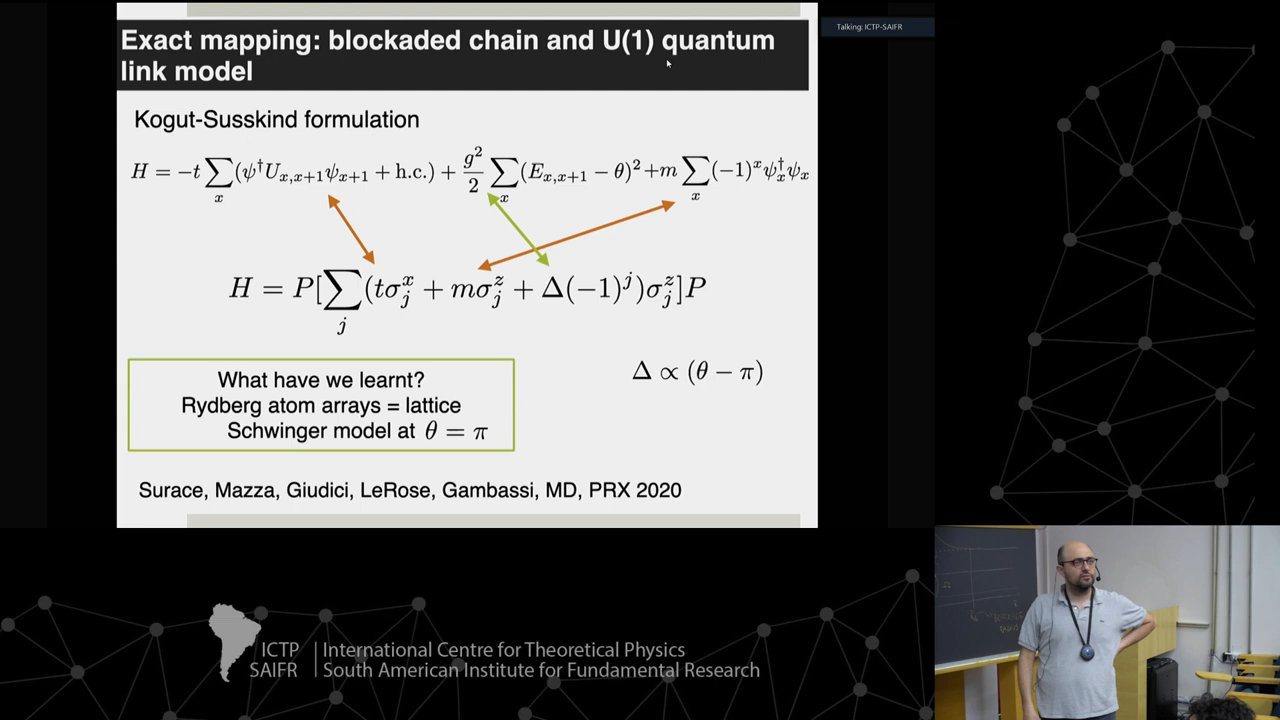 Talking: ICTP-SAIFR
Exact mapping: blockaded chain and U(1) quantum
link model
Kogut-Susskind formulation
H = −t ∑_x (ψ†U_{x,x+1}ψ_{x+1} + h.c.) + g²/2 ∑_x (E_{x,x+1} − θ)² + m ∑_x (−1)^x ψ_x†ψ_x
H = P[∑_j (tσ_j^x + mσ_j^z + Δ(−1)^j)σ_j^z]P
What have we learnt?
Rydberg atom arrays = lattice
Schwinger model at θ = π
Δ ∝ (θ − π)
Surace, Mazza, Giudici, LeRose, Gambassi, MD, PRX 2020
ICTP
SAIFR
International Centre for Theoretical Physics
South American Institute for Fundamental Research